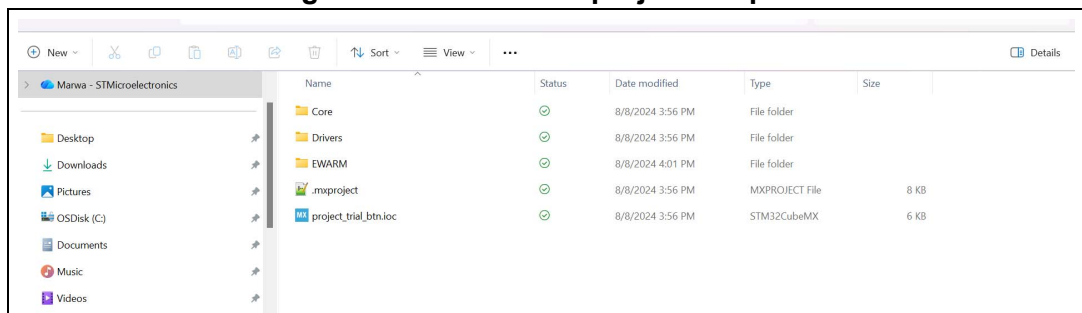 New Sort View ... Details
Marwa - STMicroelectronics
Name Status Date modified Type Size
Core 8/8/2024 3:56 PM File folder
Desktop
Drivers 8/8/2024 3:56 PM File folder
Downloads
EWARM 8/8/2024 4:01 PM File folder
Pictures
.mxproject 8/8/2024 3:56 PM MXPROJECT File 8 KB
OSDisk (C:)
MX project_trial_btn.ioc 8/8/2024 3:56 PM STM32CubeMX 6 KB
Documents
Music
Videos